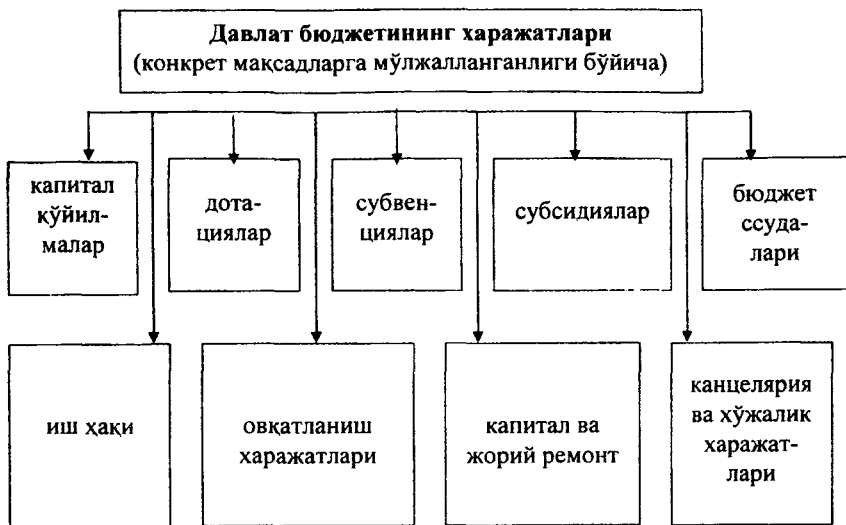 Давлат бюджетининг харажатлари
(конкрет мақсадларга мўлжалланганлиги бўйича)
капитал
қўйил-
малар
дота-
циялар
субвен-
циялар
субсидиялар
бюджет
ссуда-
лари
иш ҳақи
овқатланиш
харажатлари
капитал ва
жорий ремонт
канцелярия
ва хўжалик
харажат-
лари